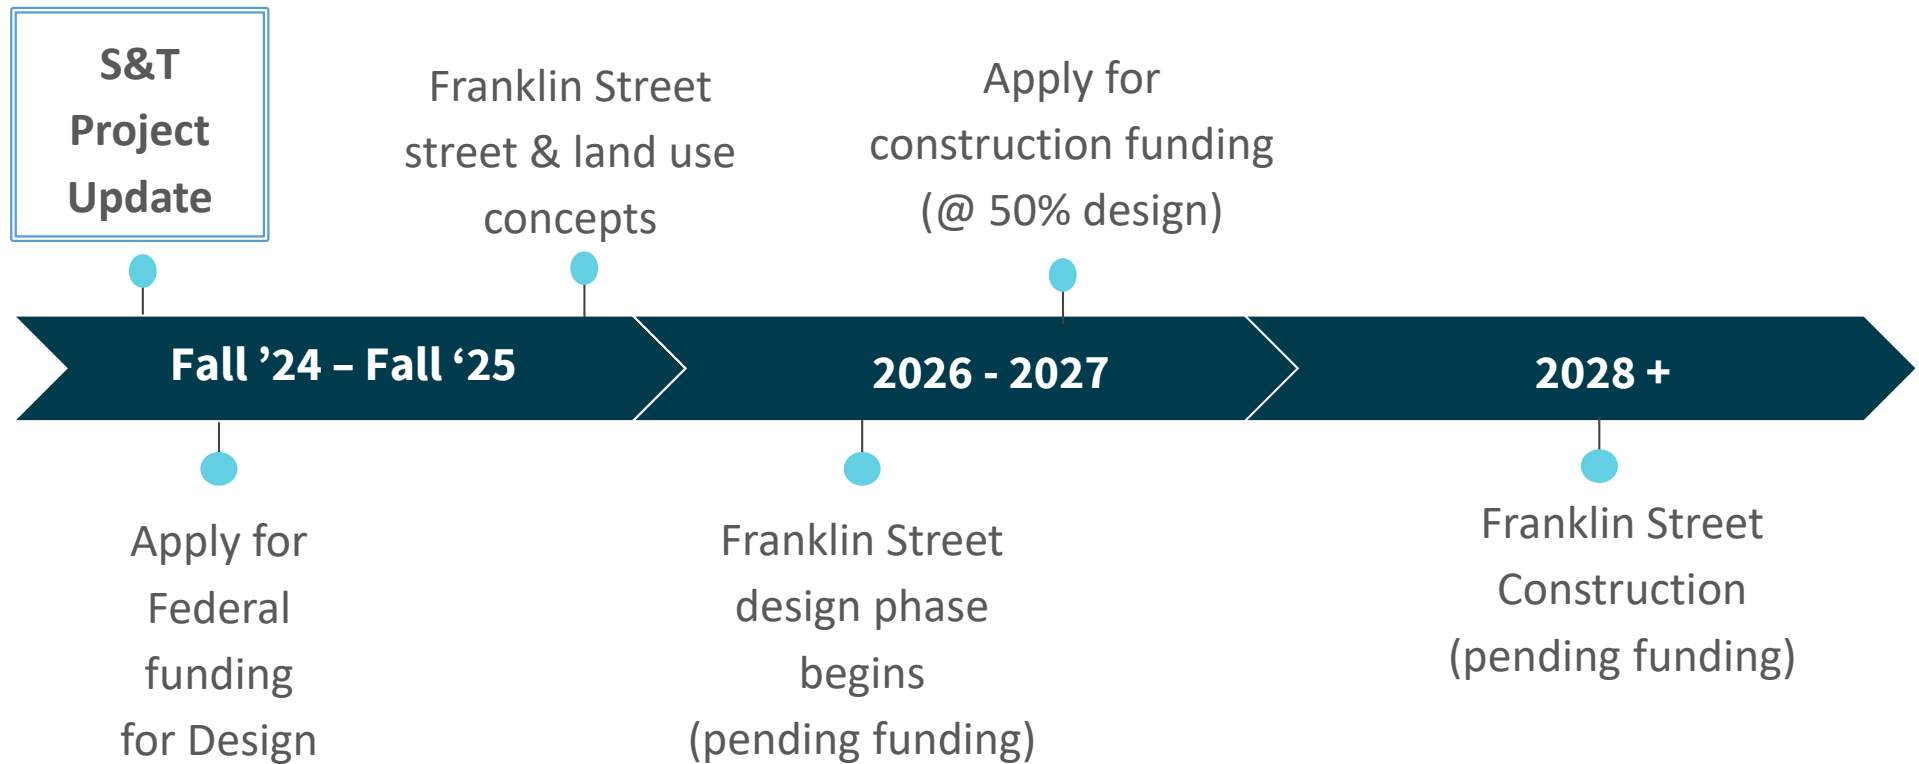 S&T
Project
Update
Franklin Street
street & land use
concepts
Apply for
construction funding
(@ 50% design)
Fall ’24 – Fall ‘25
2026 - 2027
2028 +
Apply for
Federal
funding
for Design
Franklin Street
design phase
begins
(pending funding)
Franklin Street
Construction
(pending funding)